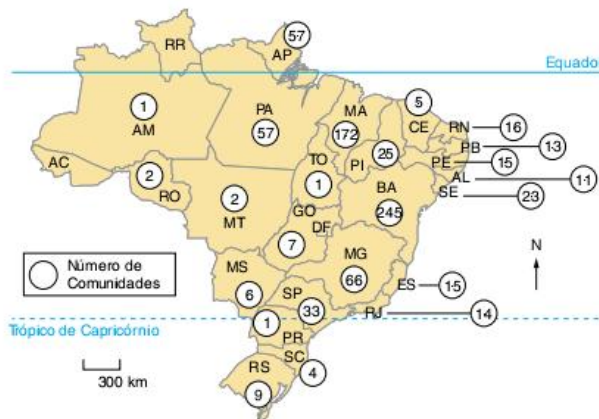 RR
57
AP
Equador
1
AM
PA
57
MA
172
5
CE
RN 16
PB 13
PE 15
AL 11
SE 23
25
PI
AC
2
RO
TO
1
2
MT
BA
245
GO
DF
7
MG
66
N
Número de
Comunidades
MS
6
SP
33
ES 15
RJ 14
Trópico de Capricórnio
1
PR
SC
4
RS
9
300 km